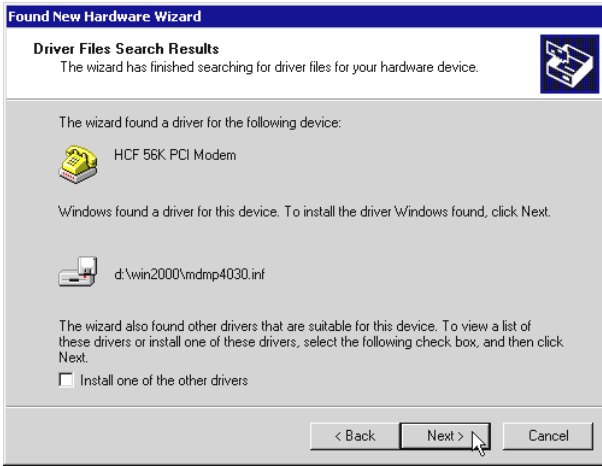 Found New Hardware Wizard
Driver Files Search Results
The wizard has finished searching for driver files for your hardware device.
The wizard found a driver for the following device:
HCF 56K PCI Modem
Windows found a driver for this device. To install the driver Windows found, click Next.
d:\win2000\mdmp4030.inf
The wizard also found other drivers that are suitable for this device. To view a list of
these drivers or install one of these drivers, select the following check box, and then click
Next.
Install one of the other drivers
< Back
Next >
Cancel